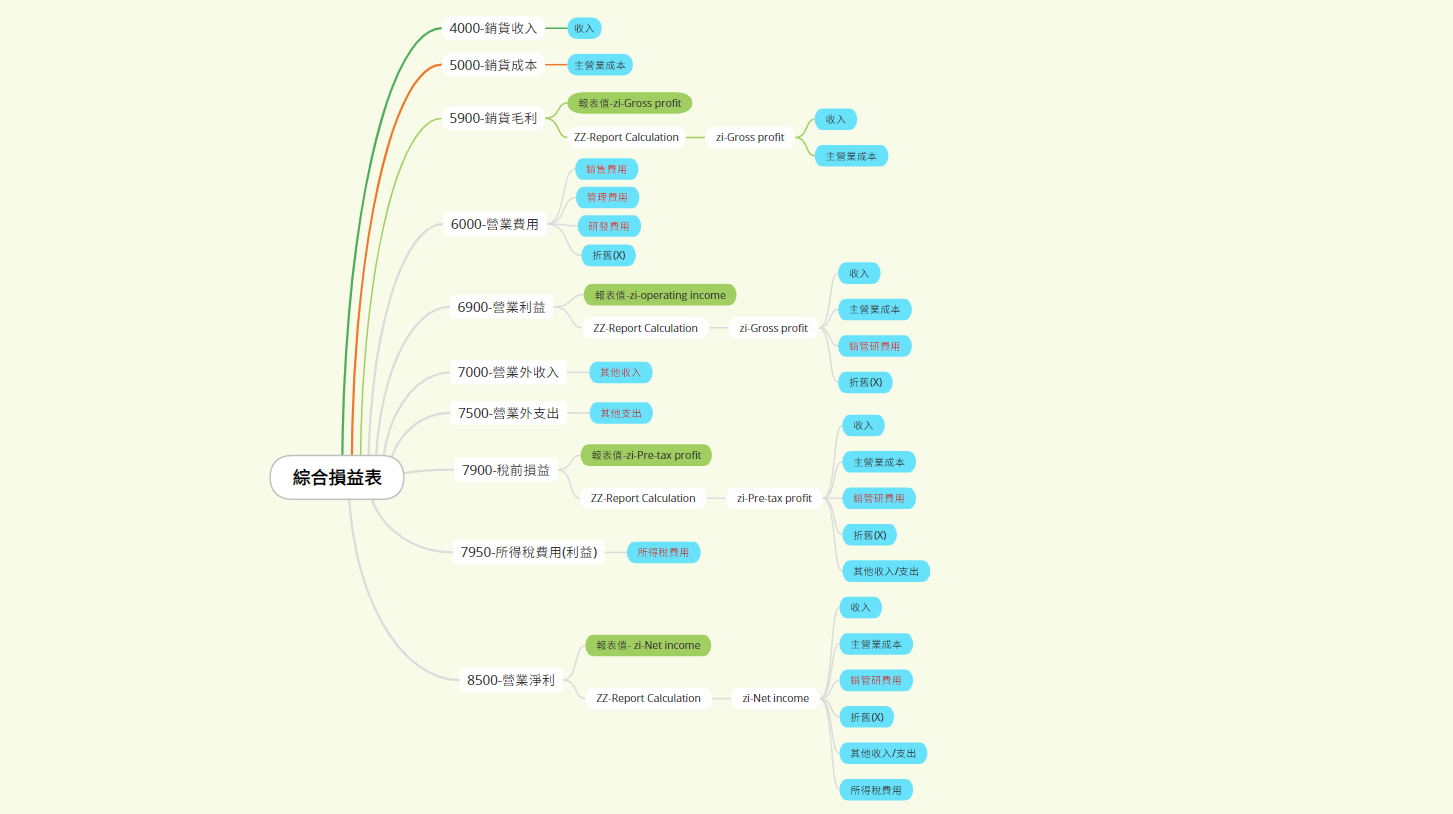 綜合損益表
4000-銷貨收入
收入
5000-銷貨成本
主營業成本
5900-銷貨毛利
報表值-zi-Gross profit
ZZ-Report Calculation
zi-Gross profit
收入
主營業成本
6000-營業費用
銷售費用
管理費用
研發費用
折舊(X)
6900-營業利益
報表值-zi-operating income
ZZ-Report Calculation
zi-Gross profit
收入
主營業成本
銷管研費用
折舊(X)
7000-營業外收入
其他收入
7500-營業外支出
其他支出
7900-稅前損益
報表值-zi-Pre-tax profit
ZZ-Report Calculation
zi-Pre-tax profit
收入
主營業成本
銷管研費用
折舊(X)
其他收入/支出
7950-所得稅費用(利益)
所得稅費用
8500-營業淨利
報表值- zi-Net income
ZZ-Report Calculation
zi-Net income
收入
主營業成本
銷管研費用
折舊(X)
其他收入/支出
所得稅費用